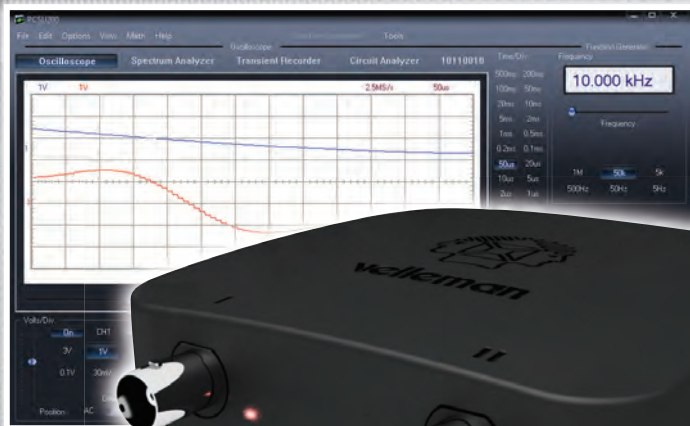 PCSU200
File Edit Options View Math Help
Tools
Oscilloscope
Function Generator
Oscilloscope Spectrum Analyzer Transient Recorder Circuit Analyzer 10110010
Time/Div
Frequency
1V 1V 2.5MS/s 50us
10.000 kHz
500ms 200ms
100ms 50ms
20ms 10ms
5ms 2ms
Frequency
1ms 0.5ms
0.2ms 0.1ms
50us 20us
10us 5us
2us 1us
1M 50k 5k
500Hz 50Hz 5Hz
velleman
I
II
Volts/Div
On CH1
3V 1V
0.1V 30mV
Position AC